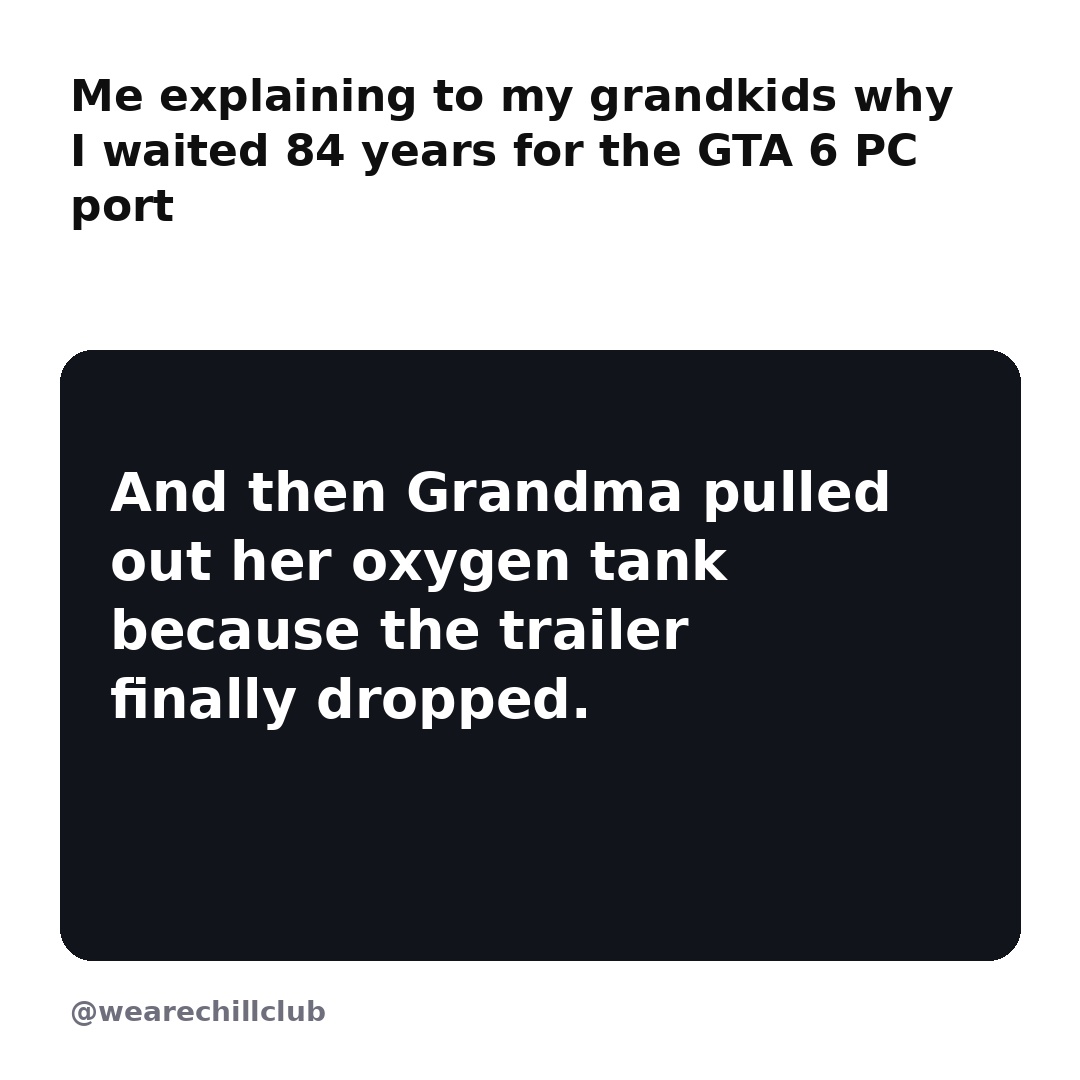 Me explaining to my grandkids why
I waited 84 years for the GTA 6 PC
port
And then Grandma pulled
out her oxygen tank
because the trailer
finally dropped.
@wearechillclub